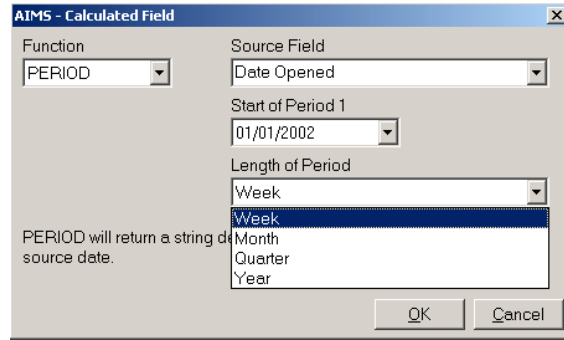 AIMS - Calculated Field
Function
Source Field
PERIOD
Date Opened
Start of Period 1
01/01/2002
Length of Period
Week
Week
Month
Quarter
Year
PERIOD will return a string
source date.
OK
Cancel